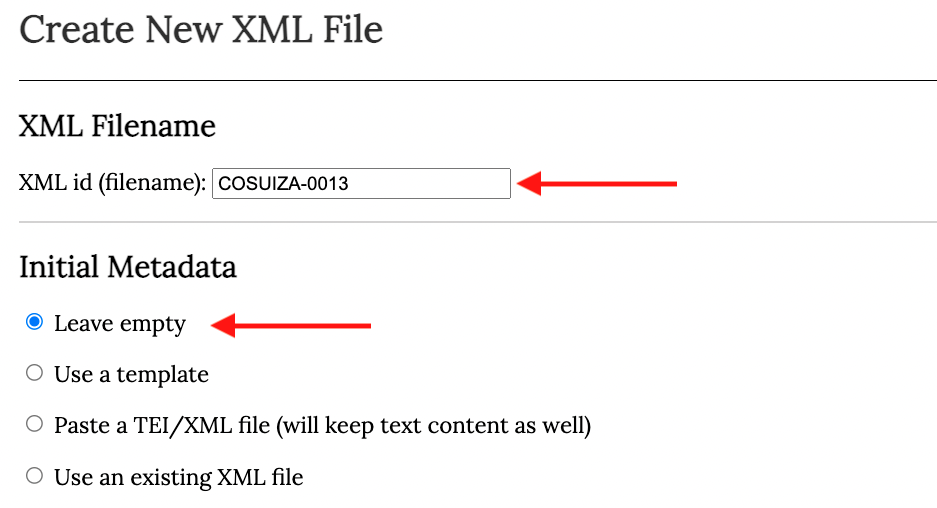 Create New XML File
XML Filename
XML id (filename): COSUIZA-0013
Initial Metadata
Leave empty
Use a template
Paste a TEI/XML file (will keep text content as well)
Use an existing XML file